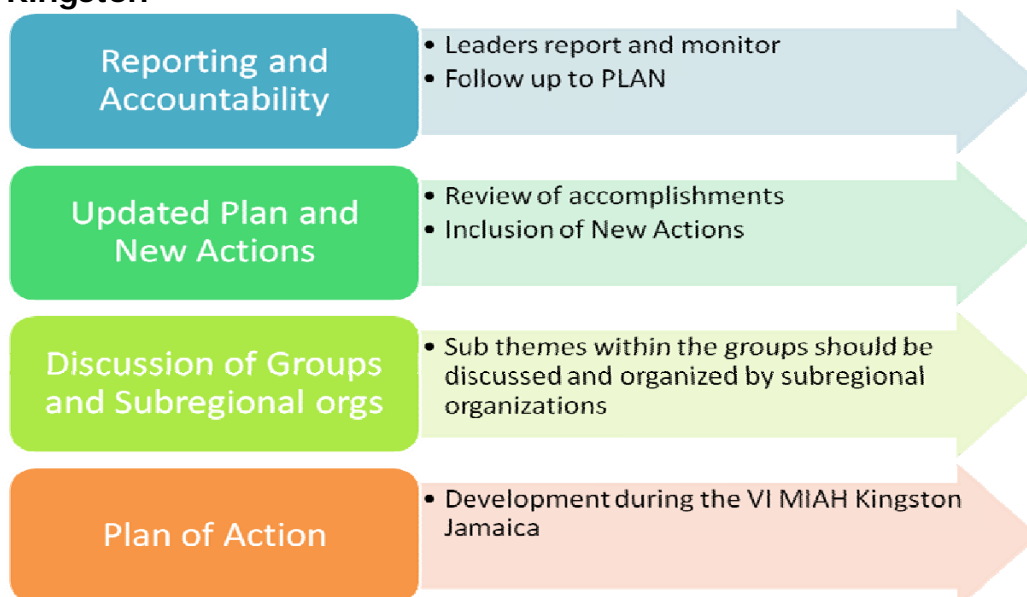 Kingston
Reporting and
Accountability
• Leaders report and monitor
• Follow up to PLAN
Updated Plan and
New Actions
• Review of accomplishments
• Inclusion of New Actions
Discussion of Groups
and Subregional orgs
• Sub themes within the groups should be
discussed and organized by subregional
organizations
Plan of Action
• Development during the VI MIAH Kingston
Jamaica